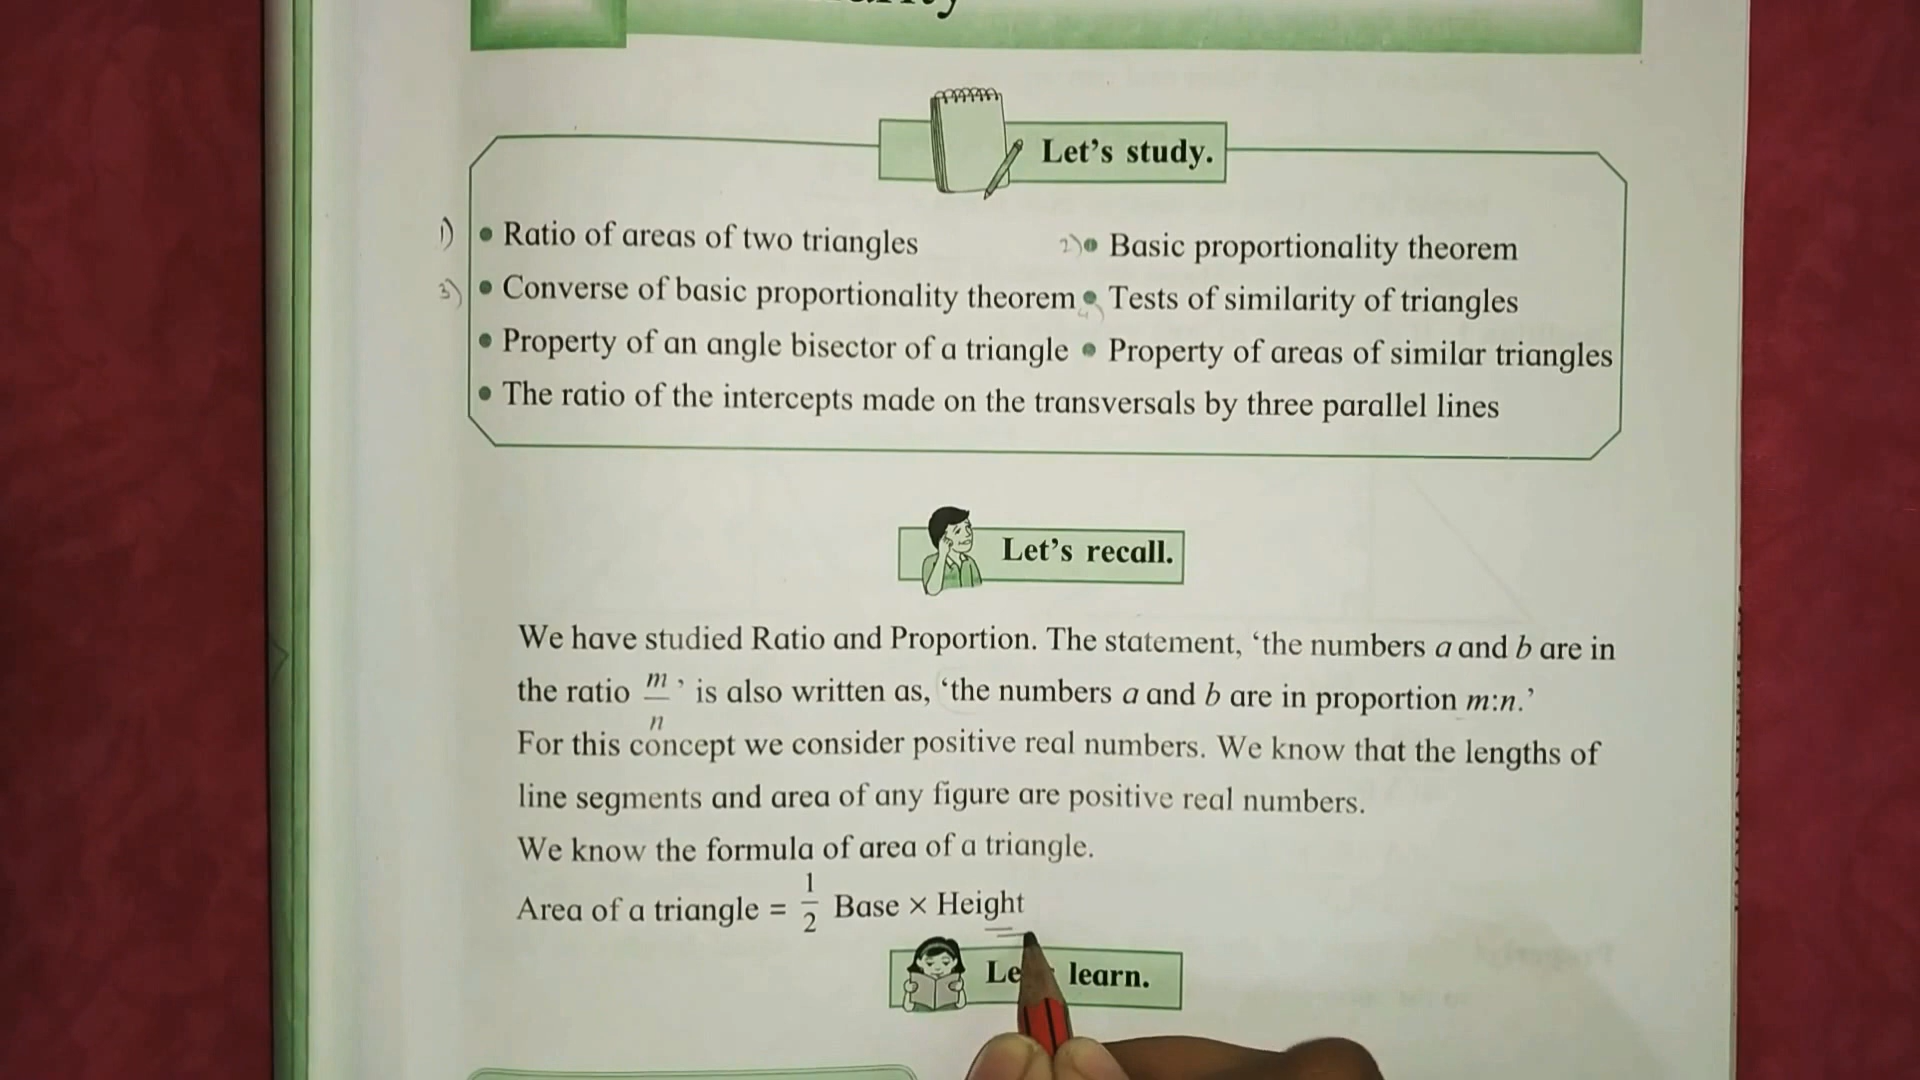 Let's study.
1) • Ratio of areas of two triangles 2) • Basic proportionality theorem
3) • Converse of basic proportionality theorem 4) • Tests of similarity of triangles
• Property of an angle bisector of a triangle • Property of areas of similar triangles
• The ratio of the intercepts made on the transversals by three parallel lines
Let's recall.
We have studied Ratio and Proportion. The statement, ‘the numbers a and b are in
the ratio m/n’ is also written as, ‘the numbers a and b are in proportion m:n.’
For this concept we consider positive real numbers. We know that the lengths of
line segments and area of any figure are positive real numbers.
We know the formula of area of a triangle.
Area of a triangle = 1/2 Base × Height
learn.